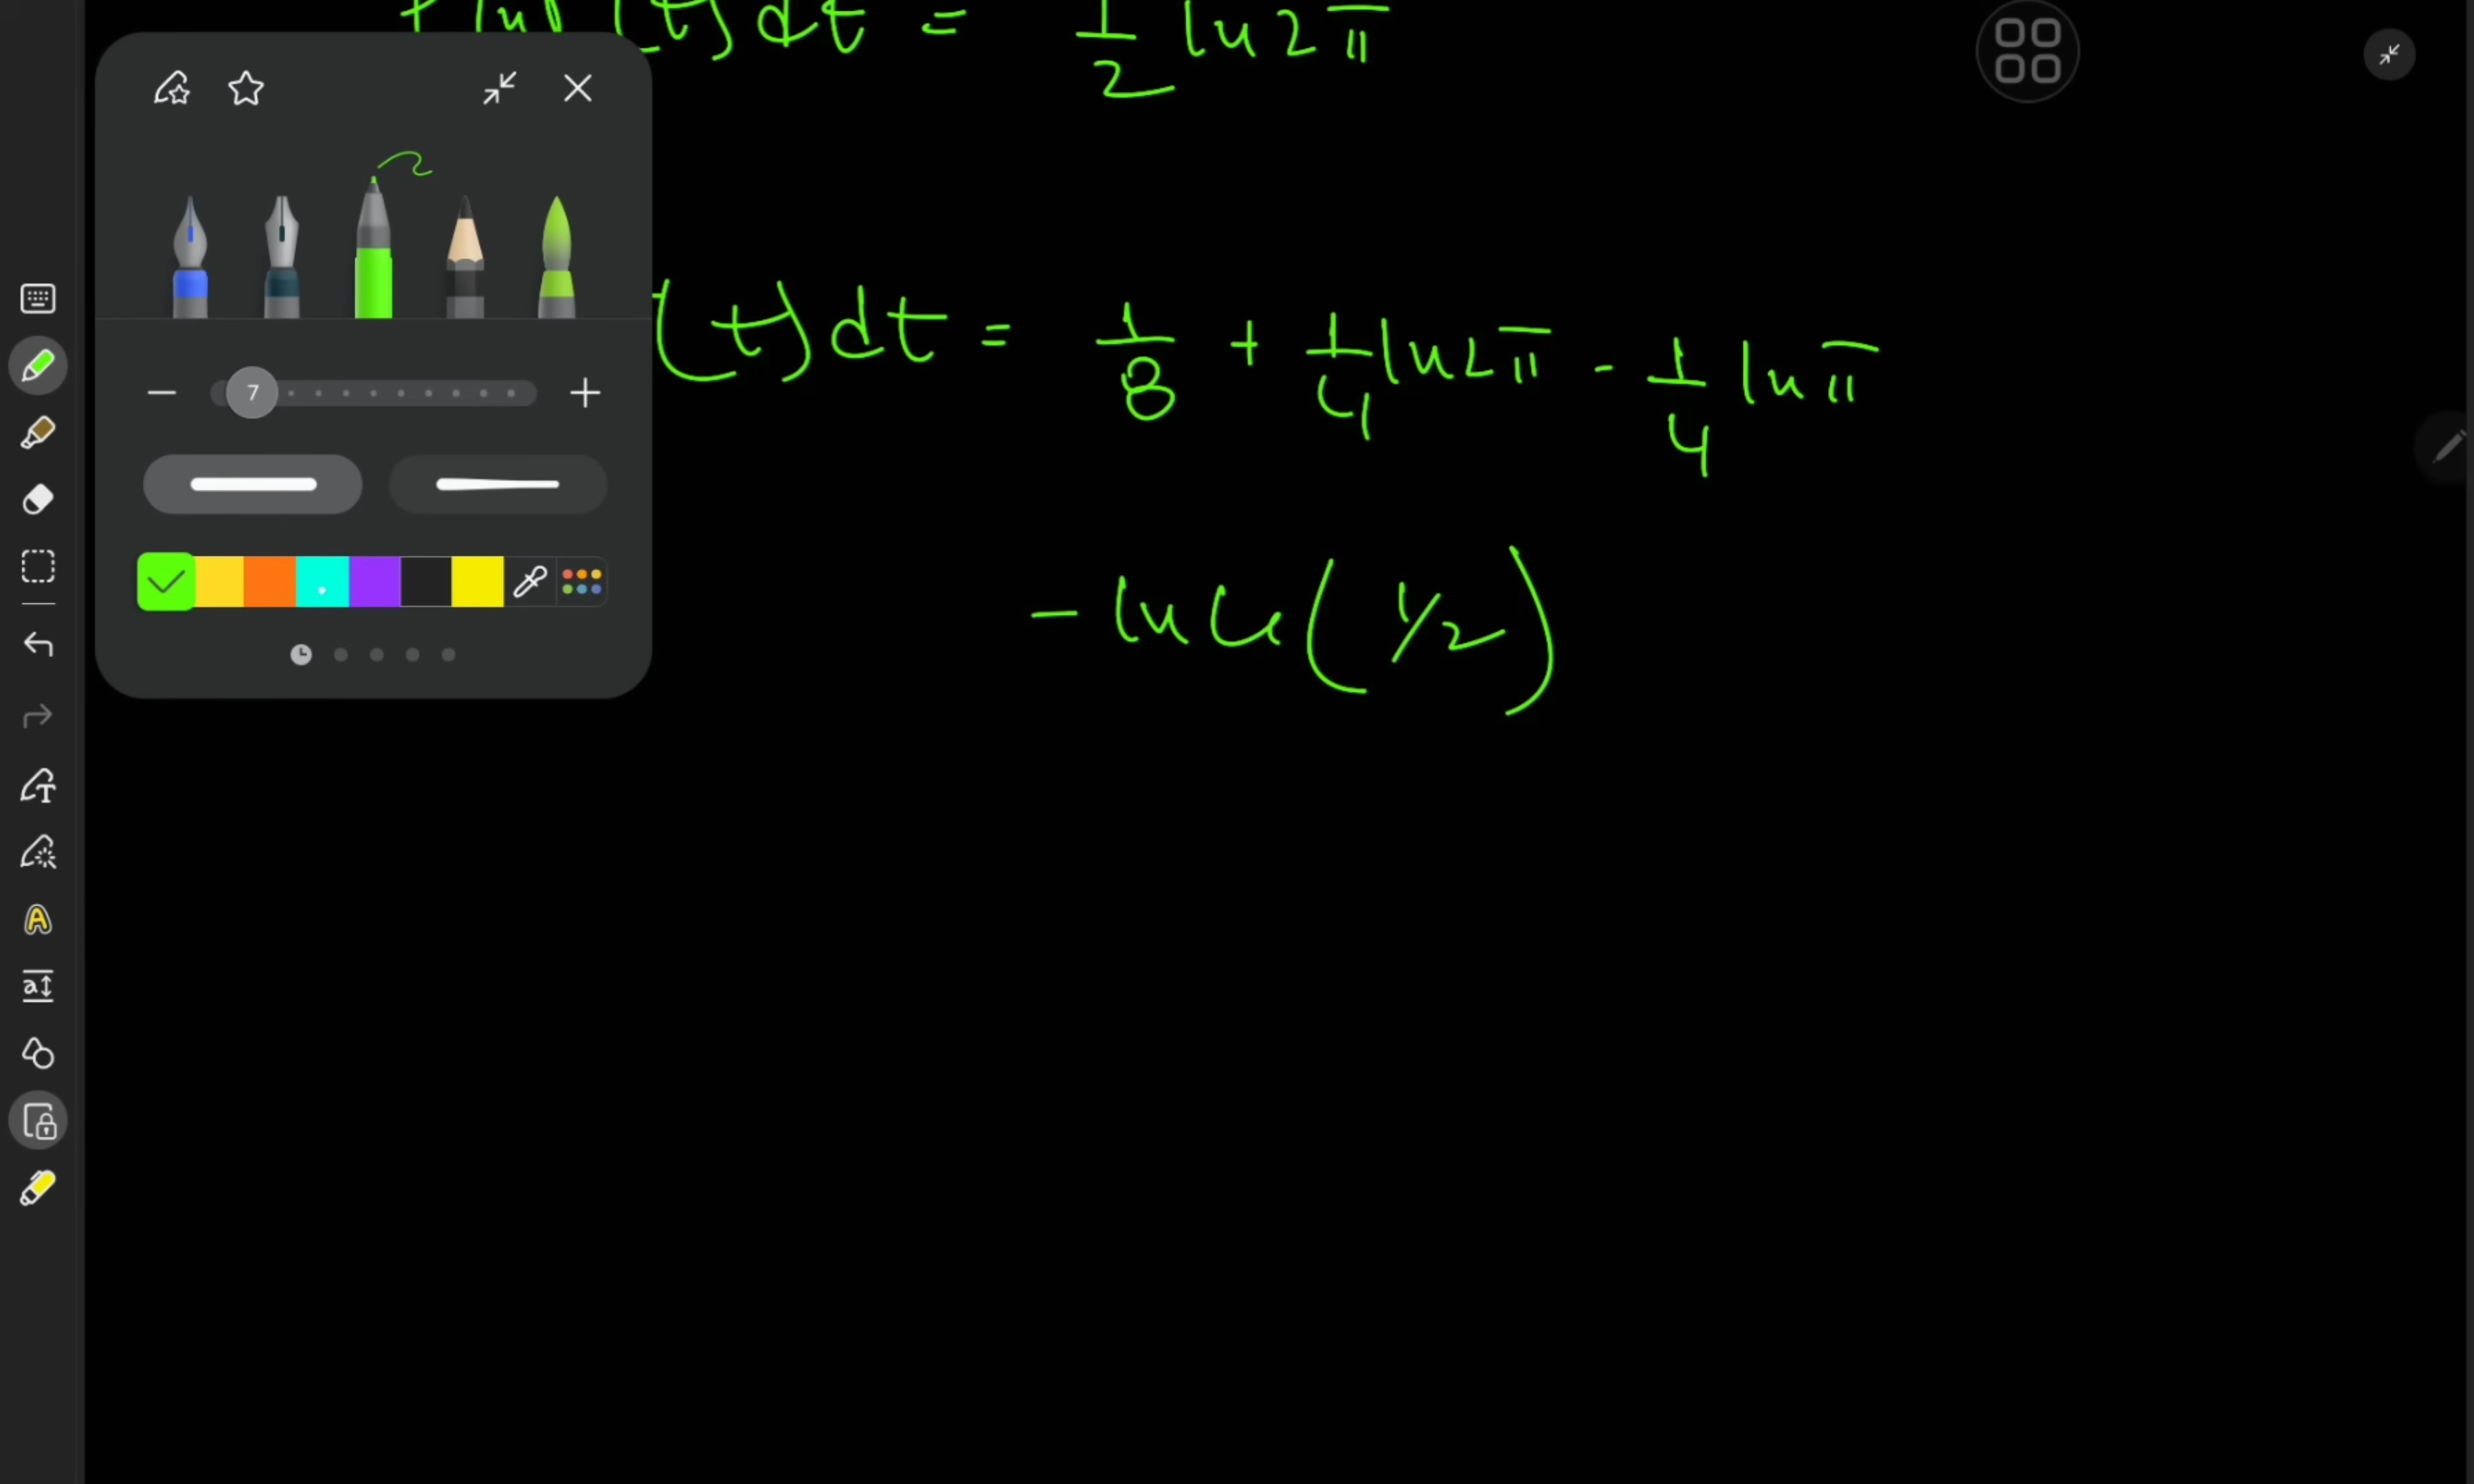 ln Γ(t) dt = 1/2 ln 2π
7
(t) dt = 1/8 + 1/4 ln 2π - 1/4 ln π
- ln G (1/2)
T
A
a